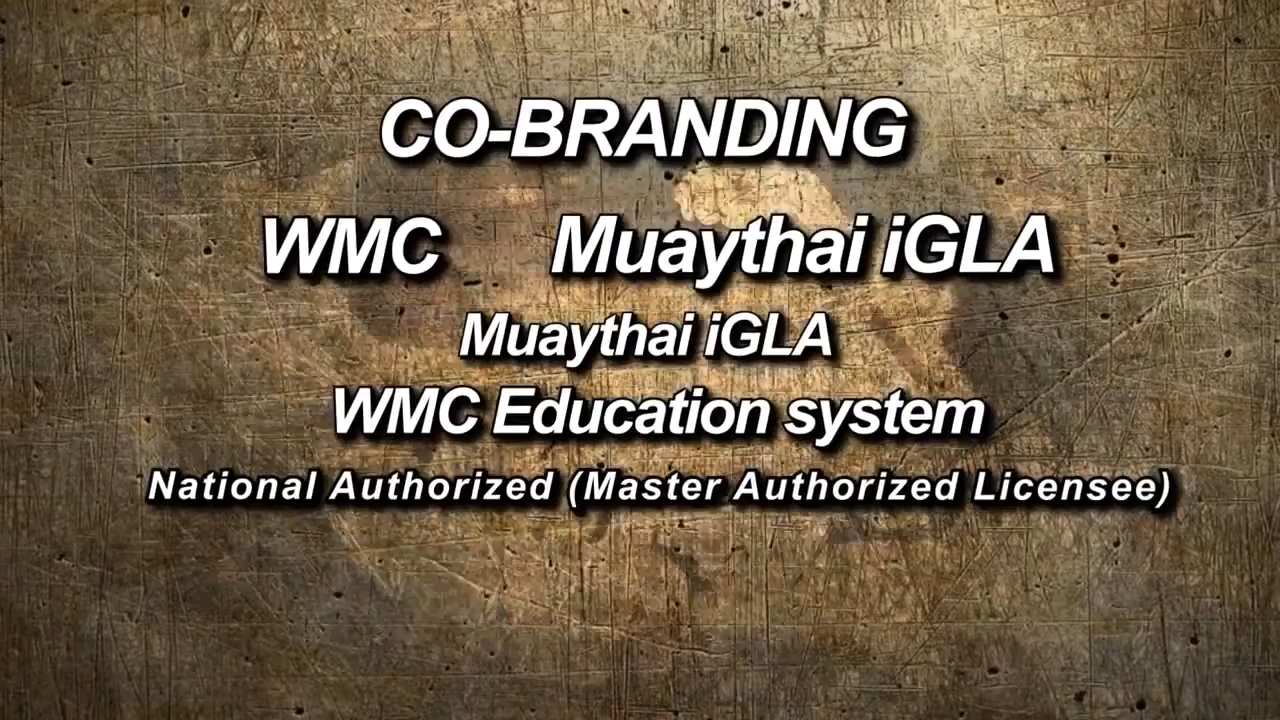 CO-BRANDING
WMC Muaythai iGLA
Muaythai iGLA
WMC Education system
National Authorized (Master Authorized Licensee)